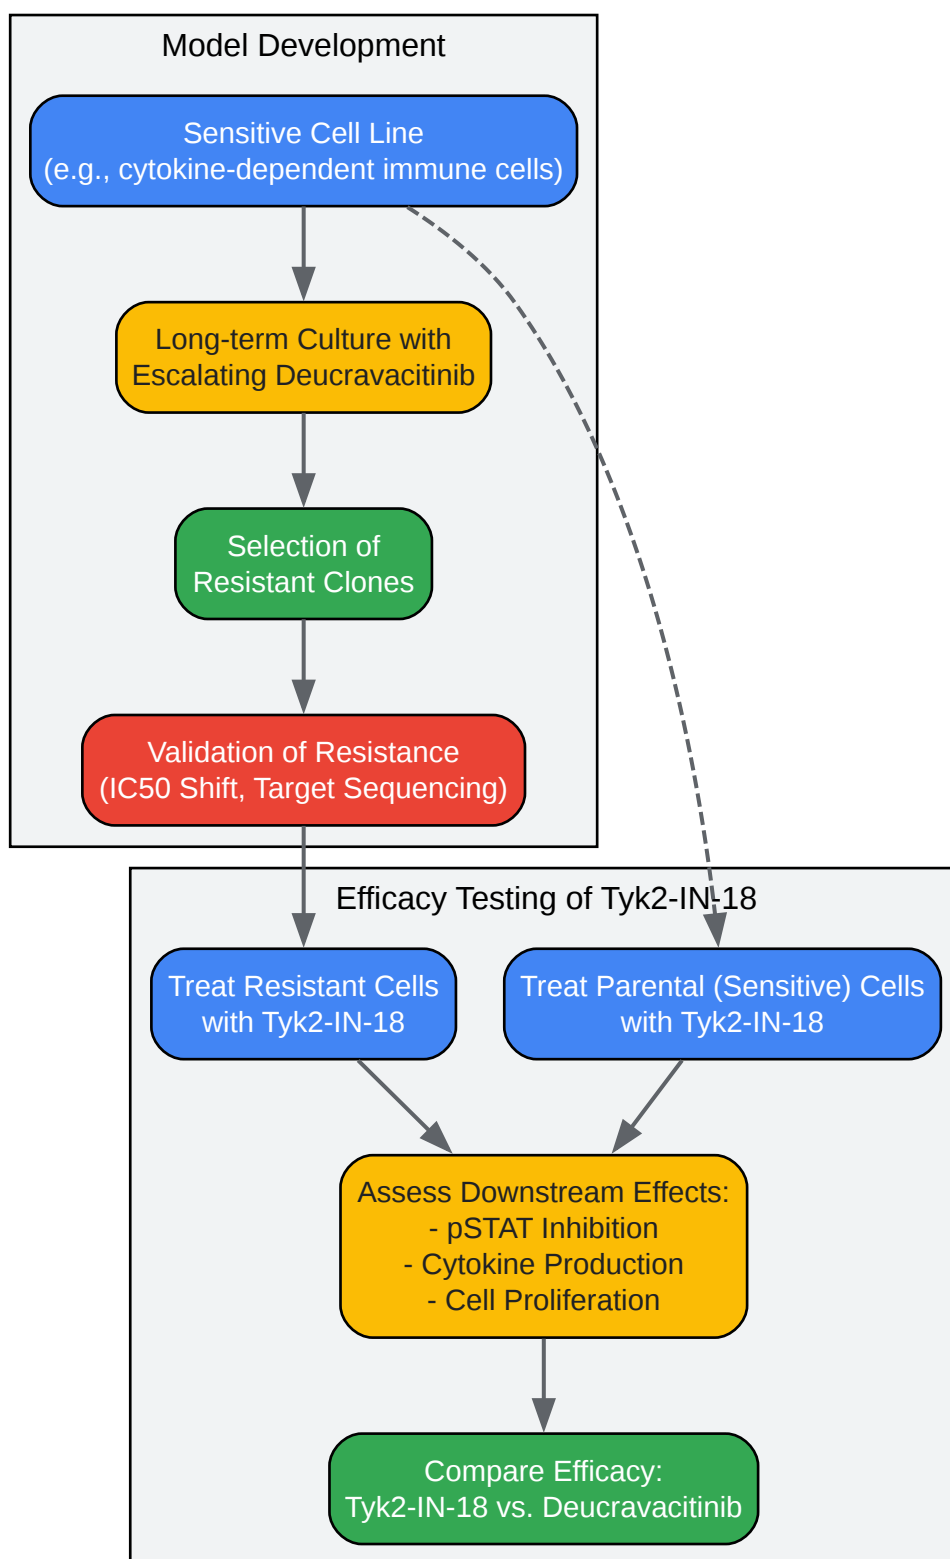 Model Development
Sensitive Cell Line
(e.g., cytokine-dependent immune cells)
Long-term Culture with
Escalating Deucravacitinib
Selection of
Resistant Clones
Validation of Resistance
(IC50 Shift, Target Sequencing)
Efficacy Testing of Tyk2-IN-18
Treat Resistant Cells
with Tyk2-IN-18
Treat Parental (Sensitive) Cells
with Tyk2-IN-18
Assess Downstream Effects:
- pSTAT Inhibition
- Cytokine Production
- Cell Proliferation
Compare Efficacy:
Tyk2-IN-18 vs. Deucravacitinib